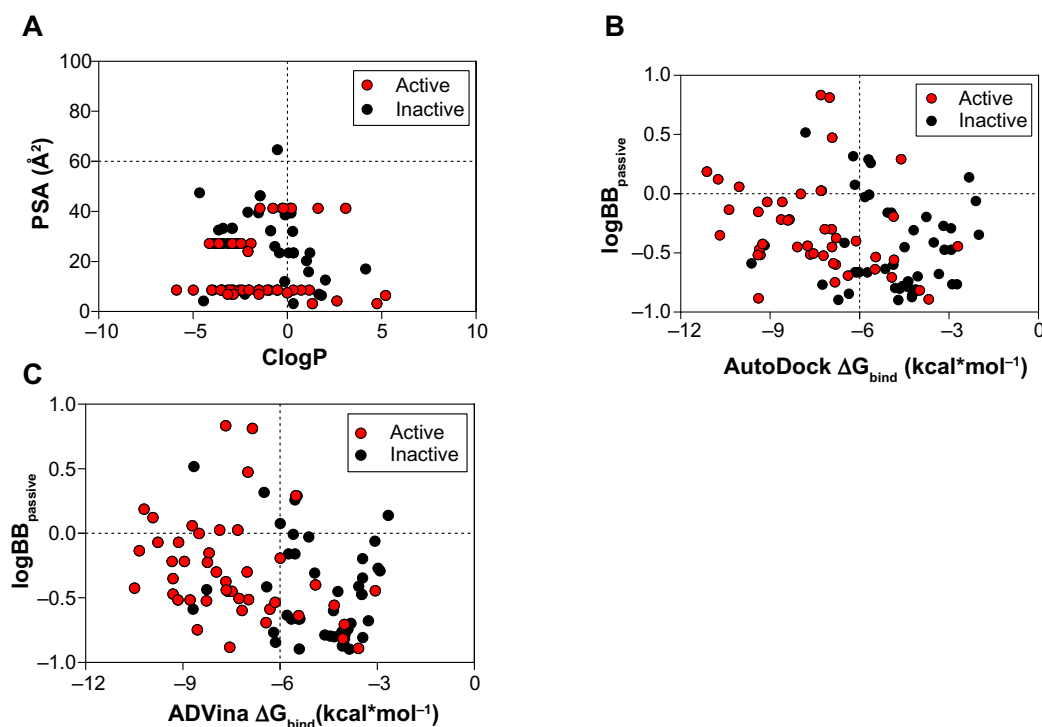 A
100
80
60
40
20
0
PSA (Å²)
Active
Inactive
−10 −5 0 5 10
ClogP
B
1.0
0.5
0.0
−0.5
−1.0
logBBpassive
Active
Inactive
−12 −9 −6 −3 0
AutoDock ΔGbind (kcal*mol−1)
C
1.0
0.5
0.0
−0.5
−1.0
logBBpassive
Active
Inactive
−12 −9 −6 −3 0
ADVina ΔGbind(kcal*mol−1)